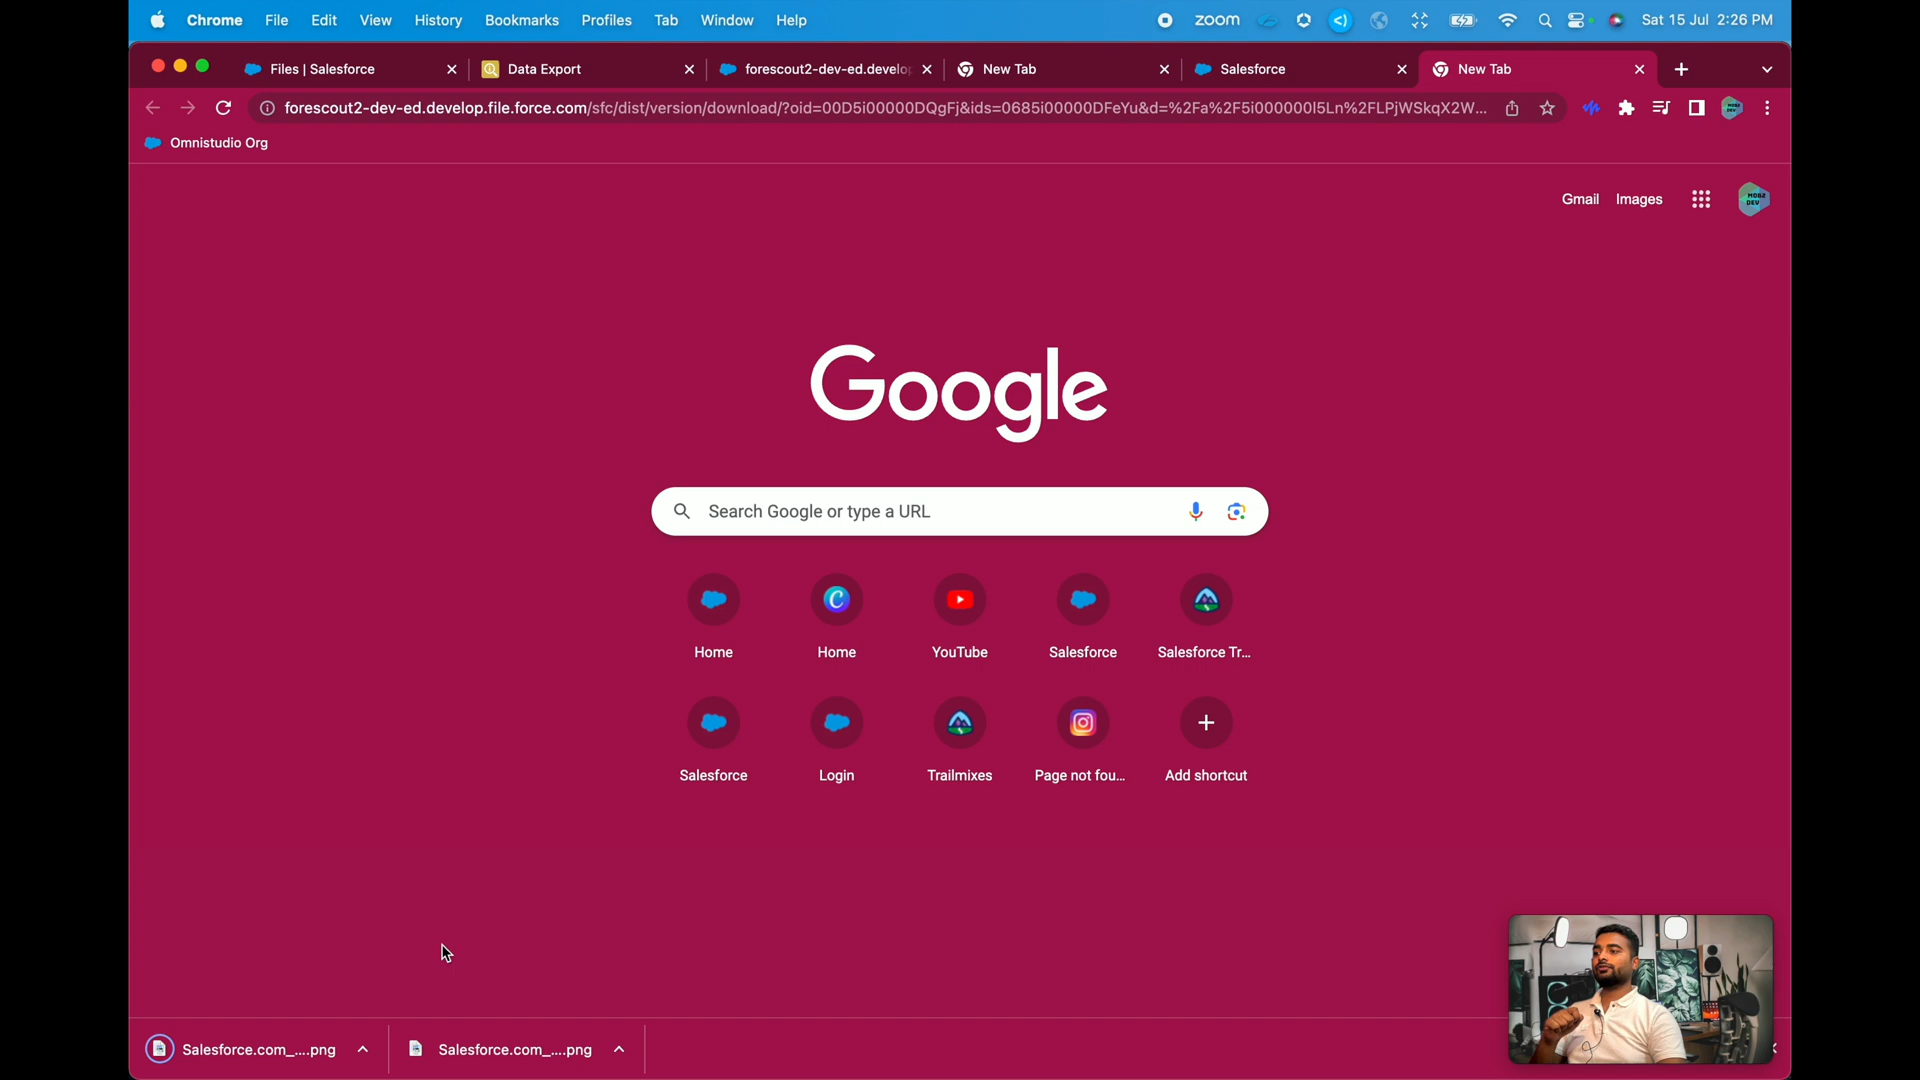 Chrome File Edit View History Bookmarks Profiles Tab Window Help zoom Sat 15 Jul 2:26 PM
Files | Salesforce Data Export forescout2-dev-ed.develop New Tab Salesforce New Tab
forescout2-dev-ed.develop.file.force.com/sfc/dist/version/download/?oid=00D5i00000DQgFj&ids=0685i00000DFeYu&d=%2Fa%2F5i000000I5Ln%2FLPjWSkqX2W...
Omnistudio Org
Gmail Images
MOBS
DEV
Google
Search Google or type a URL
Home Home YouTube Salesforce Salesforce Tr...
Salesforce Login Trailmixes Page not fou... Add shortcut
Salesforce.com_....png Salesforce.com_....png